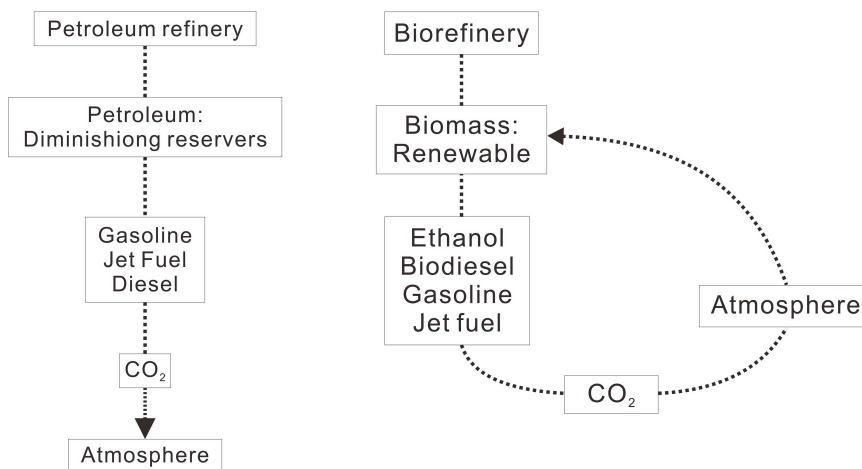 Petroleum refinery
Petroleum:
Diminishiong reservers
Gasoline
Jet Fuel
Diesel
CO₂
Atmosphere
Biorefinery
Biomass:
Renewable
Ethanol
Biodiesel
Gasoline
Jet fuel
CO₂
Atmosphere